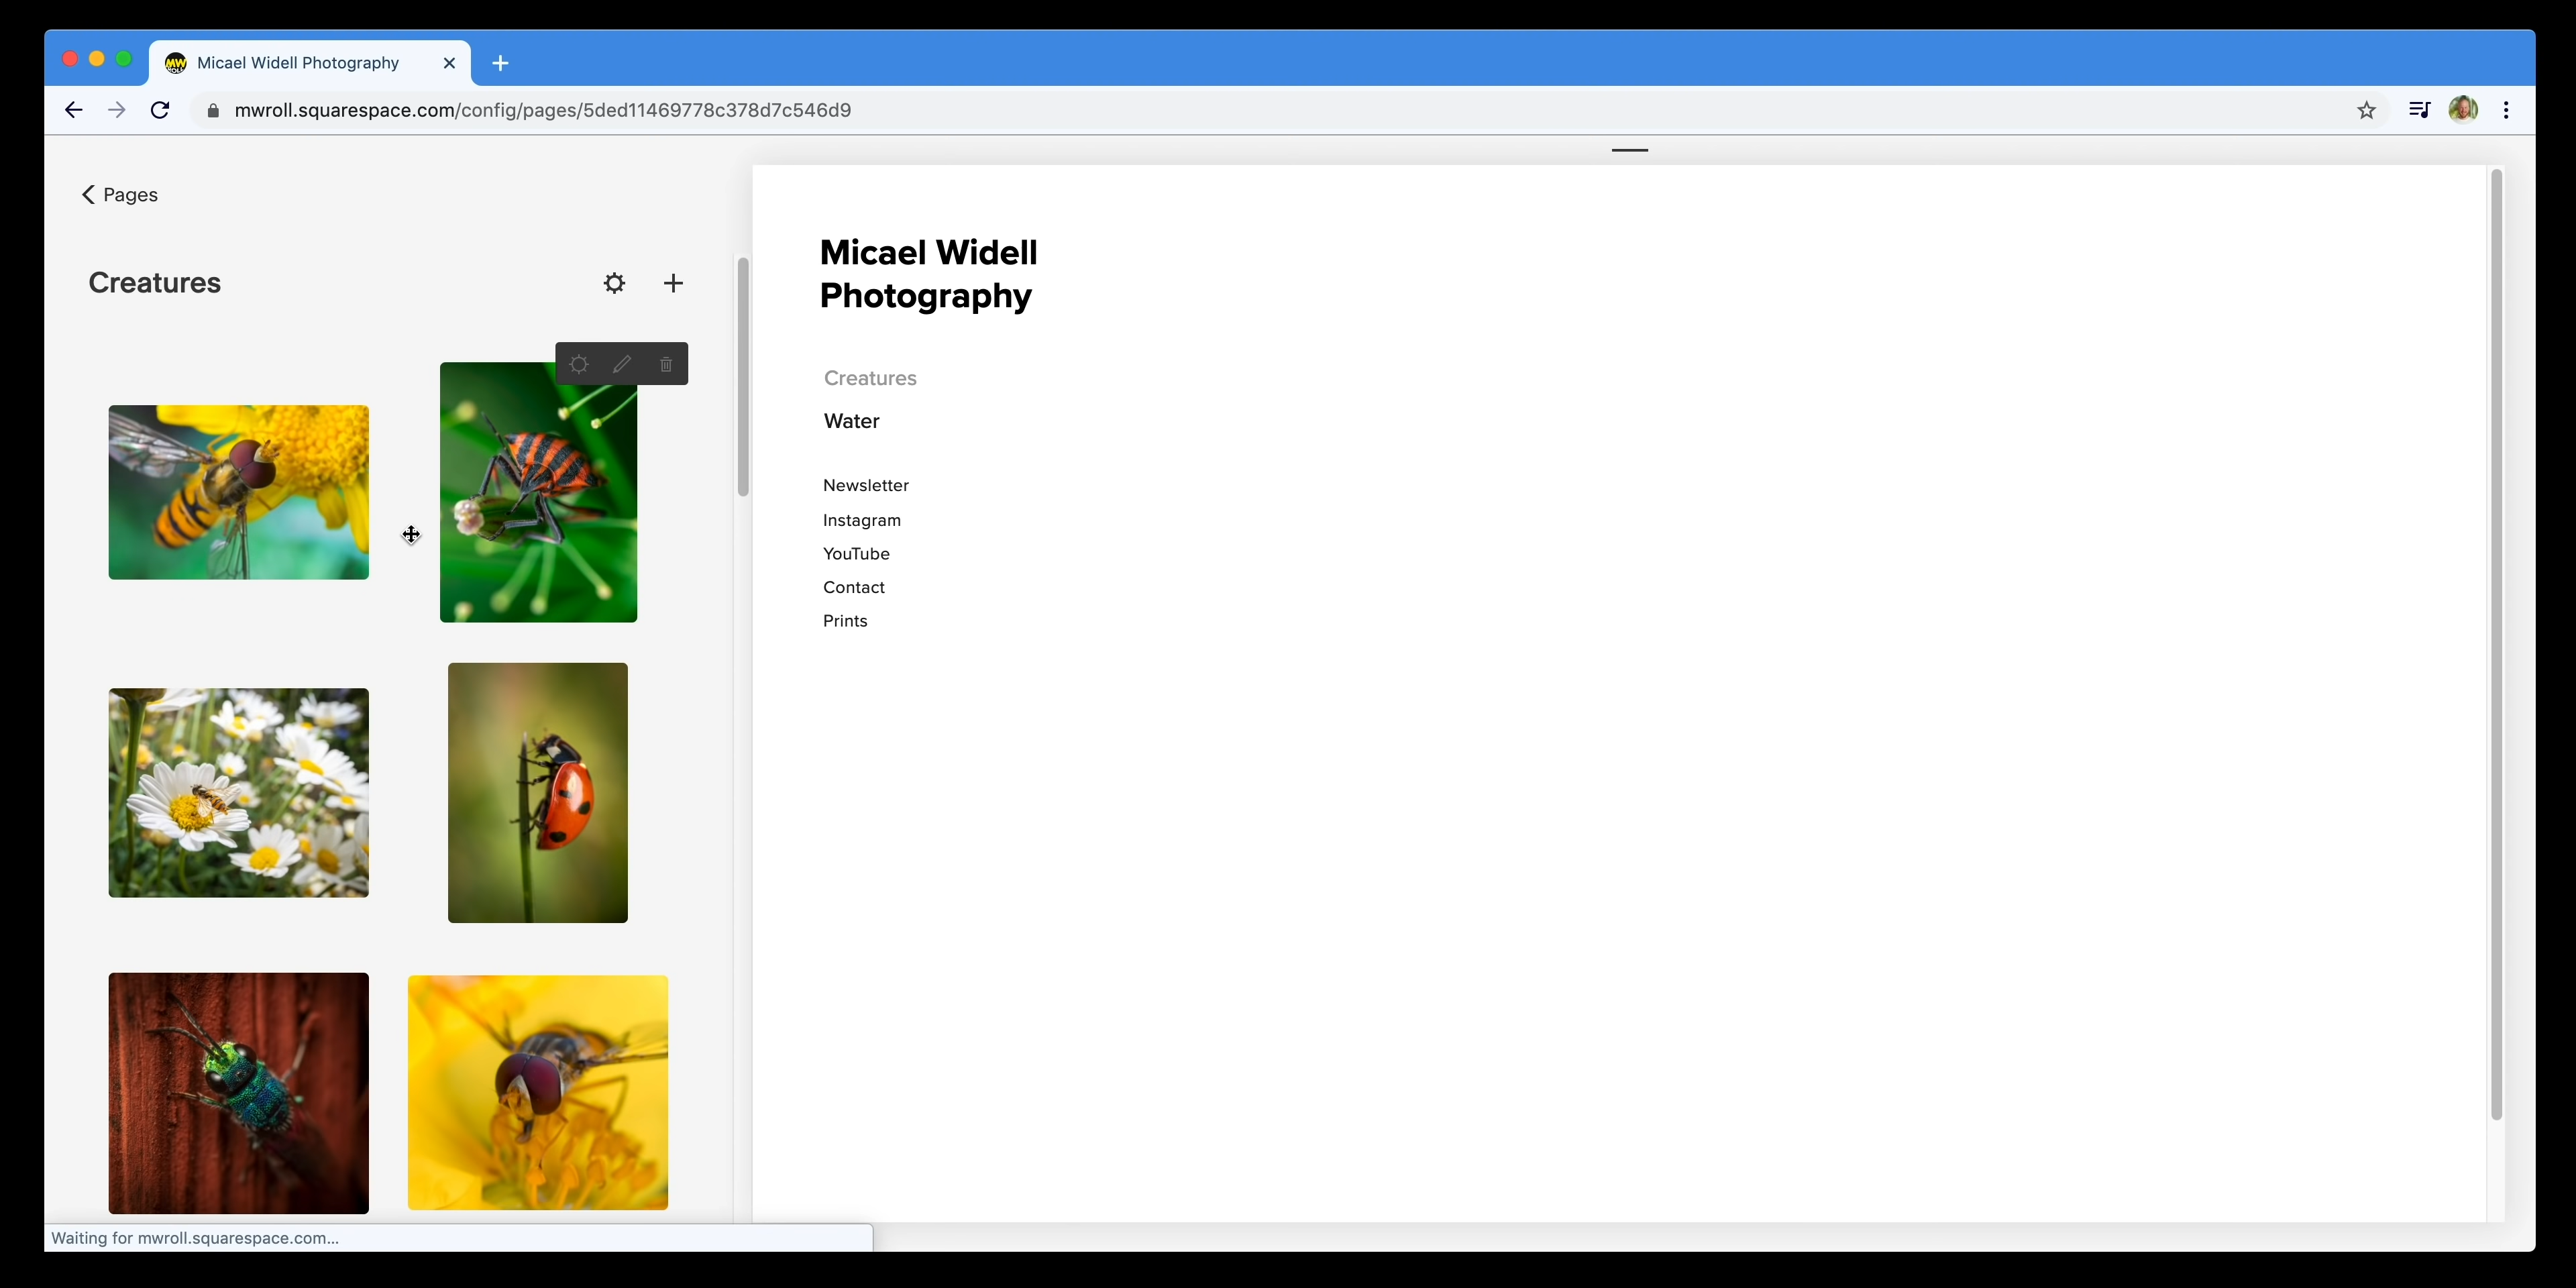 Micael Widell Photography
mwroll.squarespace.com/config/pages/5ded11469778c378d7c546d9
Pages
Creatures
Micael Widell
Photography
Creatures
Water
Newsletter
Instagram
YouTube
Contact
Prints
Waiting for mwroll.squarespace.com...